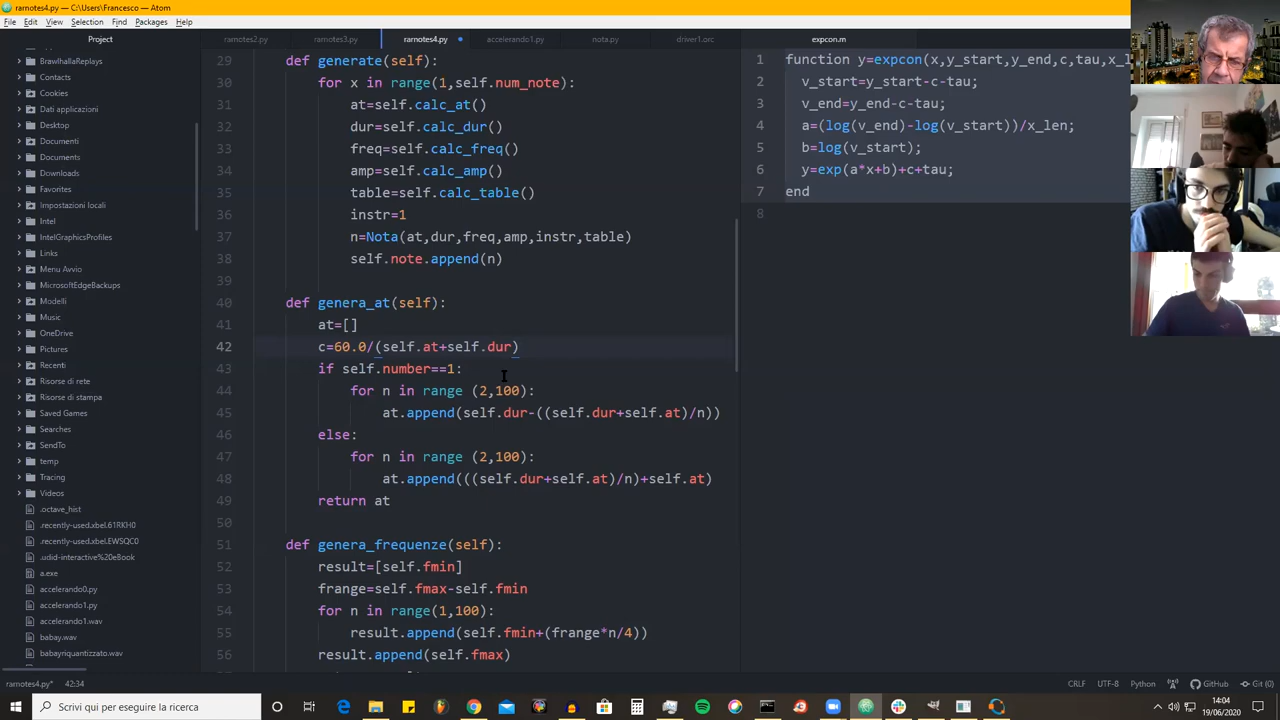 ramotes4.py — C:\Users\Francesco — Atom
File Edit View Selection Find Packages Help
Project
BrawlhallaReplays
Contacts
Cookies
Dati applicazioni
Desktop
Documenti
Documents
Downloads
Favorites
Impostazioni locali
Intel
IntelGraphicsProfiles
Links
Menu Avvio
MicrosoftEdgeBackups
Modelli
Music
OneDrive
Pictures
Recenti
Risorse di rete
Risorse di stampa
Saved Games
Searches
SendTo
temp
Tracing
Videos
.octave_hist
.recently-used.xbel.61RKH0
.recently-used.xbel.EWSQC0
.udid-interactive%20eBook
a.exe
accelerando0.py
accelerando1.py
accelerando1.wav
babay.wav
babayriquantizzato.wav
ramotes2.py ramotes3.py ramotes4.py accelerando1.py nota.py driver1.orc
29 def generate(self):
30 for x in range(1,self.num_note):
31 at=self.calc_at()
32 dur=self.calc_dur()
33 freq=self.calc_freq()
34 amp=self.calc_amp()
35 table=self.calc_table()
36 instr=1
37 n=Nota(at,dur,freq,amp,instr,table)
38 self.note.append(n)
39
40 def genera_at(self):
41 at=[]
42 c=60.0/(self.at+self.dur)
43 if self.number==1:
44 for n in range (2,100):
45 at.append(self.dur-((self.dur+self.at)/n))
46 else:
47 for n in range (2,100):
48 at.append(((self.dur+self.at)/n)+self.at)
49 return at
50
51 def genera_frequenze(self):
52 result=[self.fmin]
53 frange=self.fmax-self.fmin
54 for n in range(1,100):
55 result.append(self.fmin+(frange*n/4))
56 result.append(self.fmax)
expcon.m
1 function y=expcon(x,y_start,y_end,c,tau,x_l
2 v_start=y_start-c-tau;
3 v_end=y_end-c-tau;
4 a=(log(v_end)-log(v_start))/x_len;
5 b=log(v_start);
6 y=exp(a*x+b)+c+tau;
7 end
8
ramotes4.py* 42:34 CRLF UTF-8 Python GitHub Git (0)
Scrivi qui per eseguire la ricerca
14:04
19/06/2020